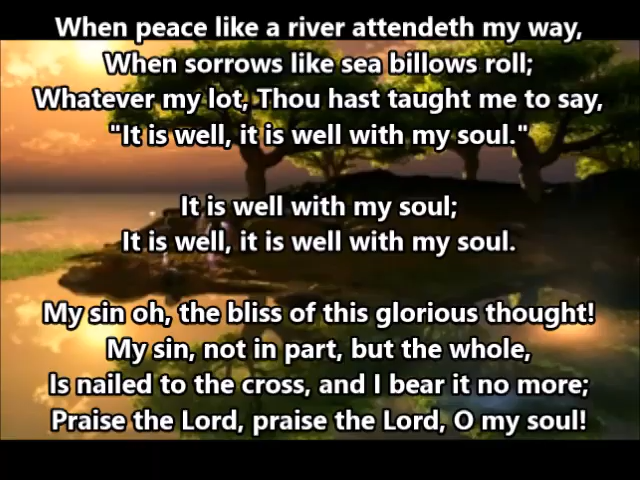 When peace like a river attendeth my way,
When sorrows like sea billows roll;
Whatever my lot, Thou hast taught me to say,
"It is well, it is well with my soul."
It is well with my soul;
It is well, it is well with my soul.
My sin oh, the bliss of this glorious thought!
My sin, not in part, but the whole,
Is nailed to the cross, and I bear it no more;
Praise the Lord, praise the Lord, O my soul!